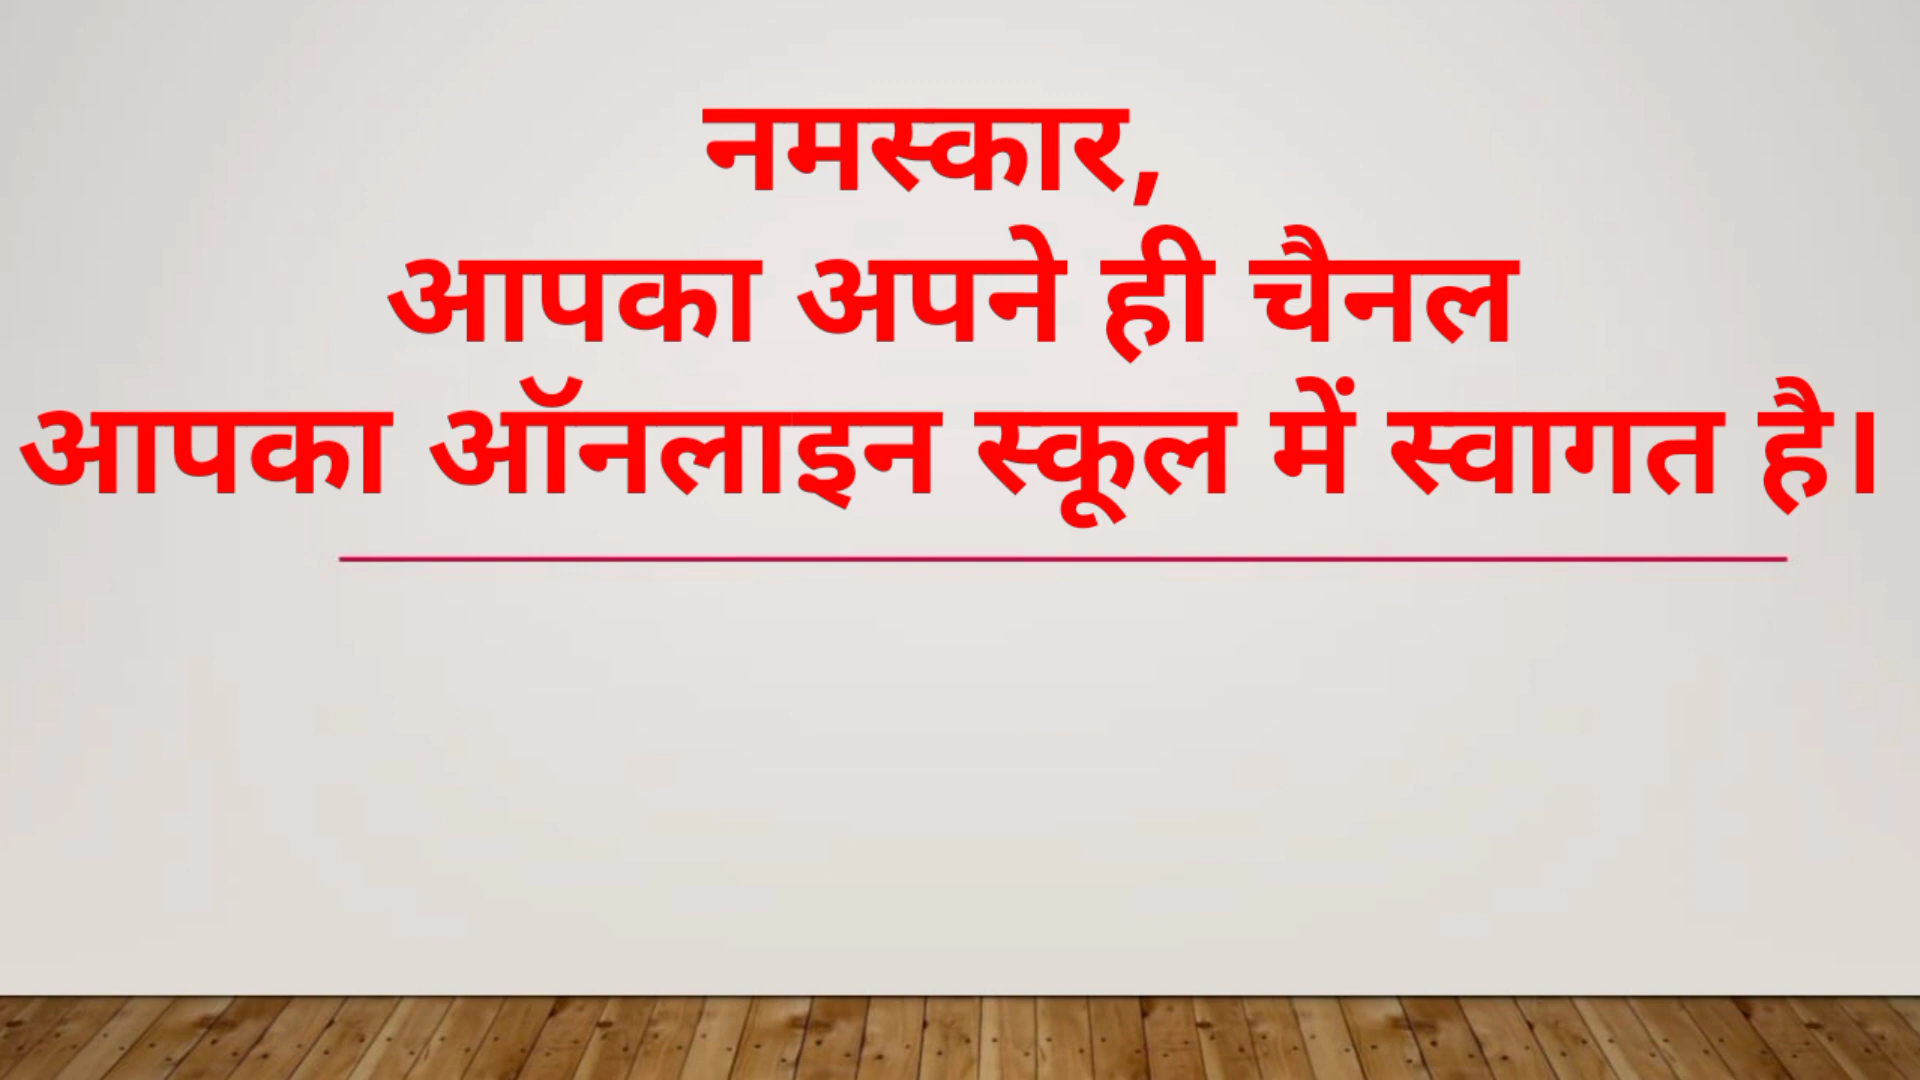 नमस्कार,
आपका अपने ही चैनल
आपका ऑनलाइन स्कूल में स्वागत है।